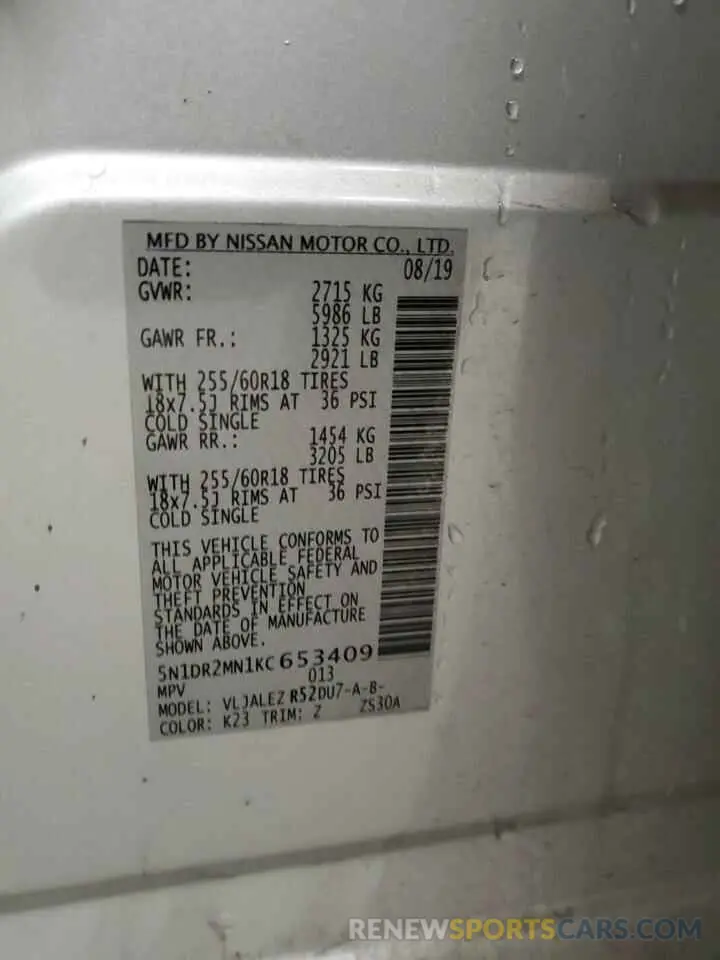 MFD BY NISSAN MOTOR CO., LTD.
DATE: 08/19
GVWR: 2715 KG
5986 LB
GAWR FR.: 1325 KG
2921 LB
WITH 255/60R18 TIRES
18x7.5J RIMS AT 36 PSI
COLD SINGLE
GAWR RR.: 1454 KG
3205 LB
WITH 255/60R18 TIRES
18x7.5J RIMS AT 36 PSI
COLD SINGLE
THIS VEHICLE CONFORMS TO
ALL APPLICABLE FEDERAL
MOTOR VEHICLE SAFETY AND
THEFT PREVENTION
STANDARDS IN EFFECT ON
THE DATE OF MANUFACTURE
SHOWN ABOVE.
5N1DR2MN1KC653409
MPV 013
MODEL: VLJALEZ R52DU7-A-B-
COLOR: K23 TRIM: Z ZS30A
RENEWSPORTSCARS.COM